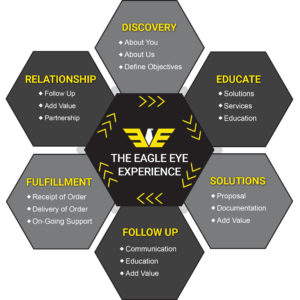 DISCOVERY
About You
About Us
Define Objectives
RELATIONSHIP
Follow Up
Add Value
Partnership
EDUCATE
Solutions
Services
Education
THE EAGLE EYE
EXPERIENCE
FULFILLMENT
Receipt of Order
Delivery of Order
On-Going Support
SOLUTIONS
Proposal
Documentation
Add Value
FOLLOW UP
Communication
Education
Add Value